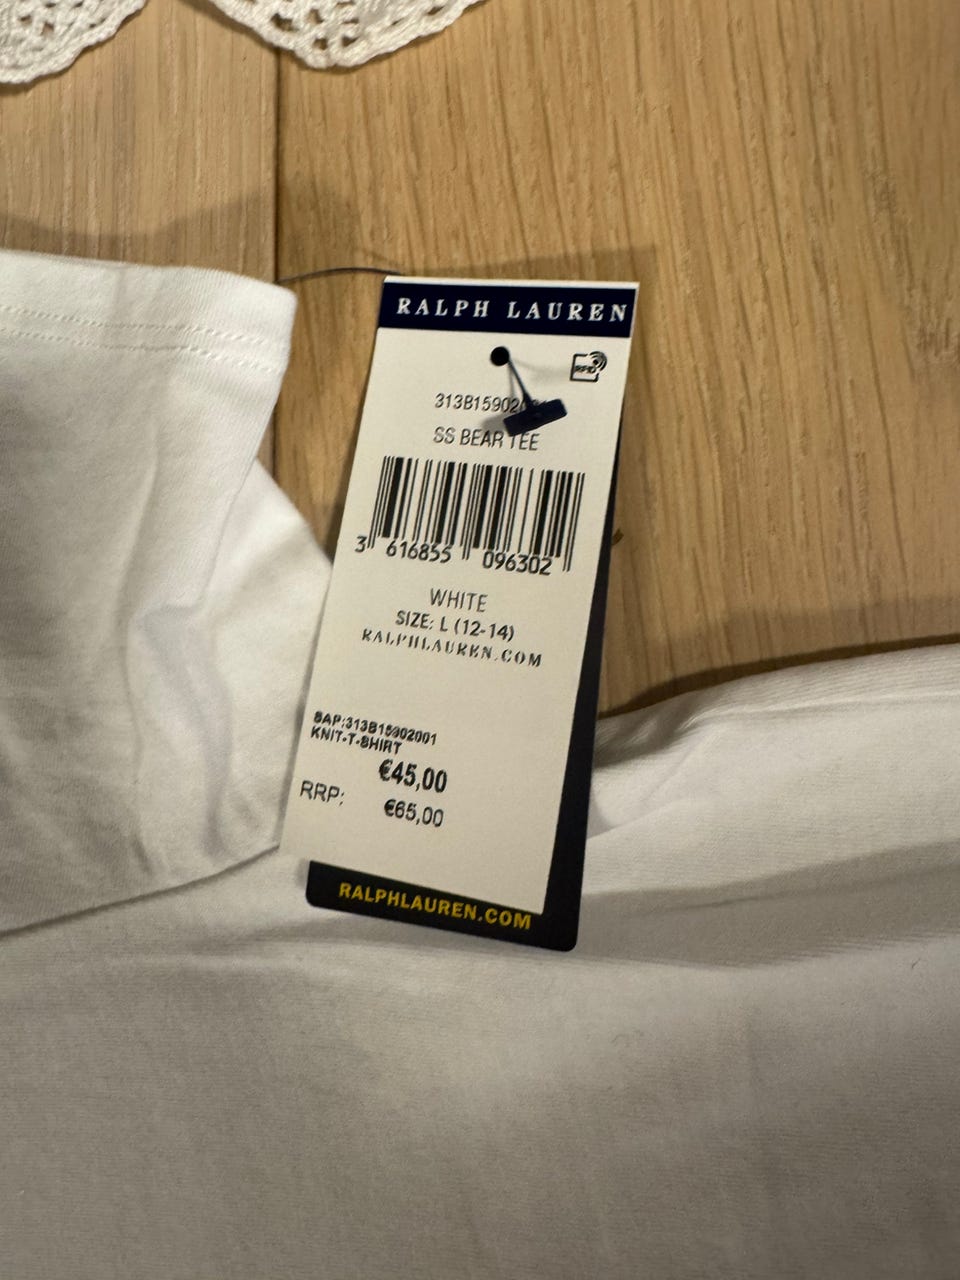 RALPH LAUREN
RFID
SS BEAR TEE
3 616855 096302
WHITE
SIZE: L (12-14)
RALPHLAUREN.COM
SAP:313B15902001
KNIT-T-SHIRT
€45,00
RRP: €65,00
RALPHLAUREN.COM